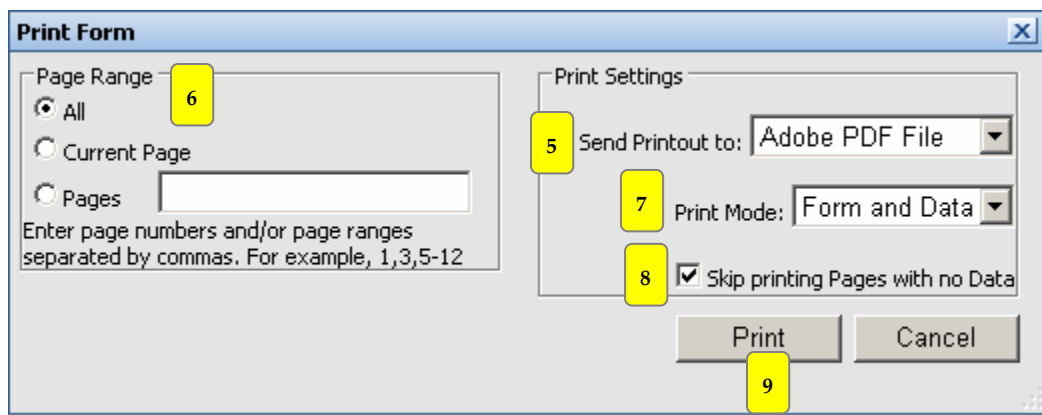 Print Form
Page Range
6
All
Current Page
Pages
Enter page numbers and/or page ranges
separated by commas. For example, 1,3,5-12
Print Settings
5
Send Printout to: Adobe PDF File
7
Print Mode: Form and Data
8
Skip printing Pages with no Data
Print Cancel
9